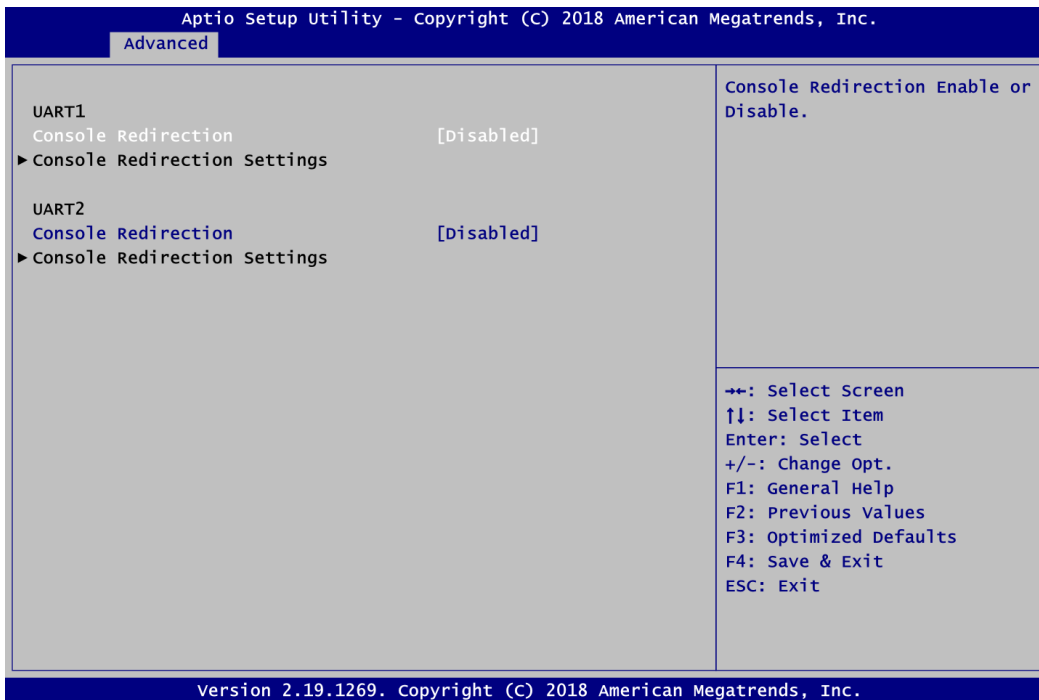 Aptio Setup Utility - Copyright (C) 2018 American Megatrends, Inc.
Advanced
UART1
Console Redirection [Disabled]
▶ Console Redirection Settings
UART2
Console Redirection [Disabled]
▶ Console Redirection Settings
Console Redirection Enable or
Disable.
→←: Select Screen
↑↓: Select Item
Enter: Select
+/-: Change Opt.
F1: General Help
F2: Previous Values
F3: Optimized Defaults
F4: Save & Exit
ESC: Exit
Version 2.19.1269. Copyright (C) 2018 American Megatrends, Inc.